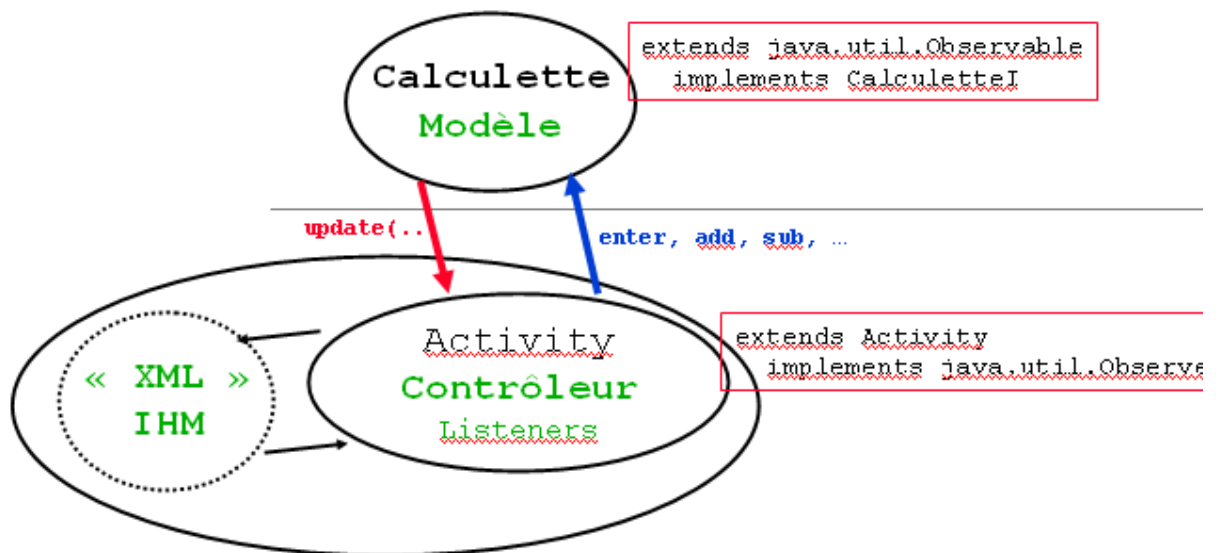 extends java.util.Observable
implements CalculetteI
Calculette
Modèle
update(..
enter, add, sub, …
extends Activity
implements java.util.Observe
Activity
Contrôleur
Listeners
« XML »
IHM